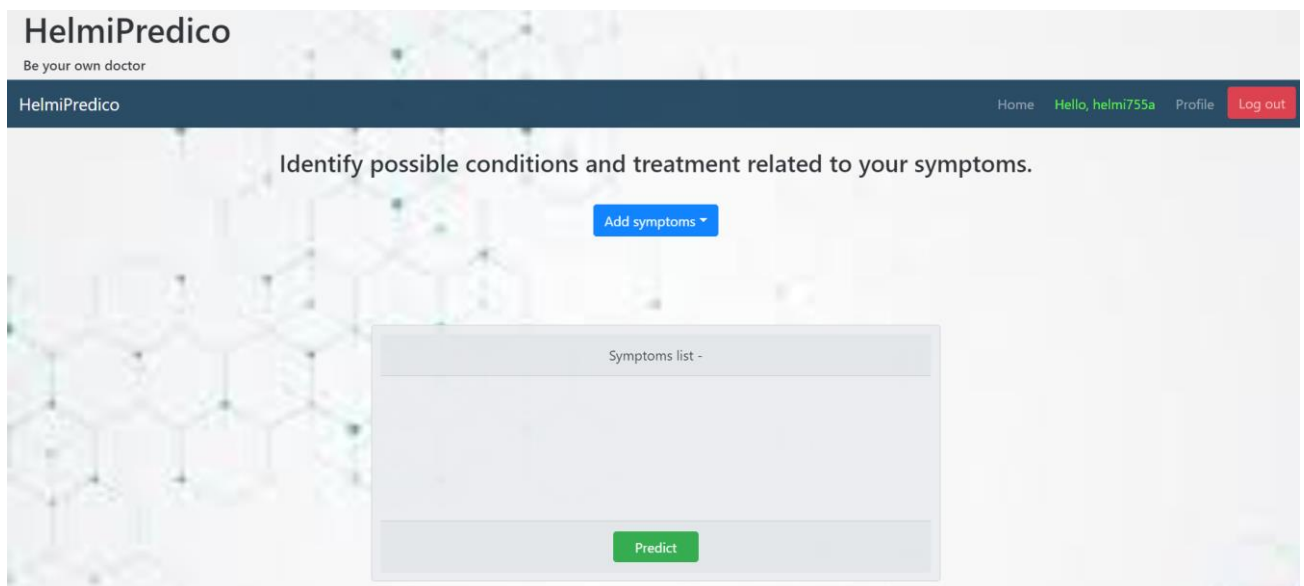 HelmiPredico
Be your own doctor
HelmiPredico Home Hello, helmi755a Profile Log out
Identify possible conditions and treatment related to your symptoms.
Add symptoms
Symptoms list -
Predict